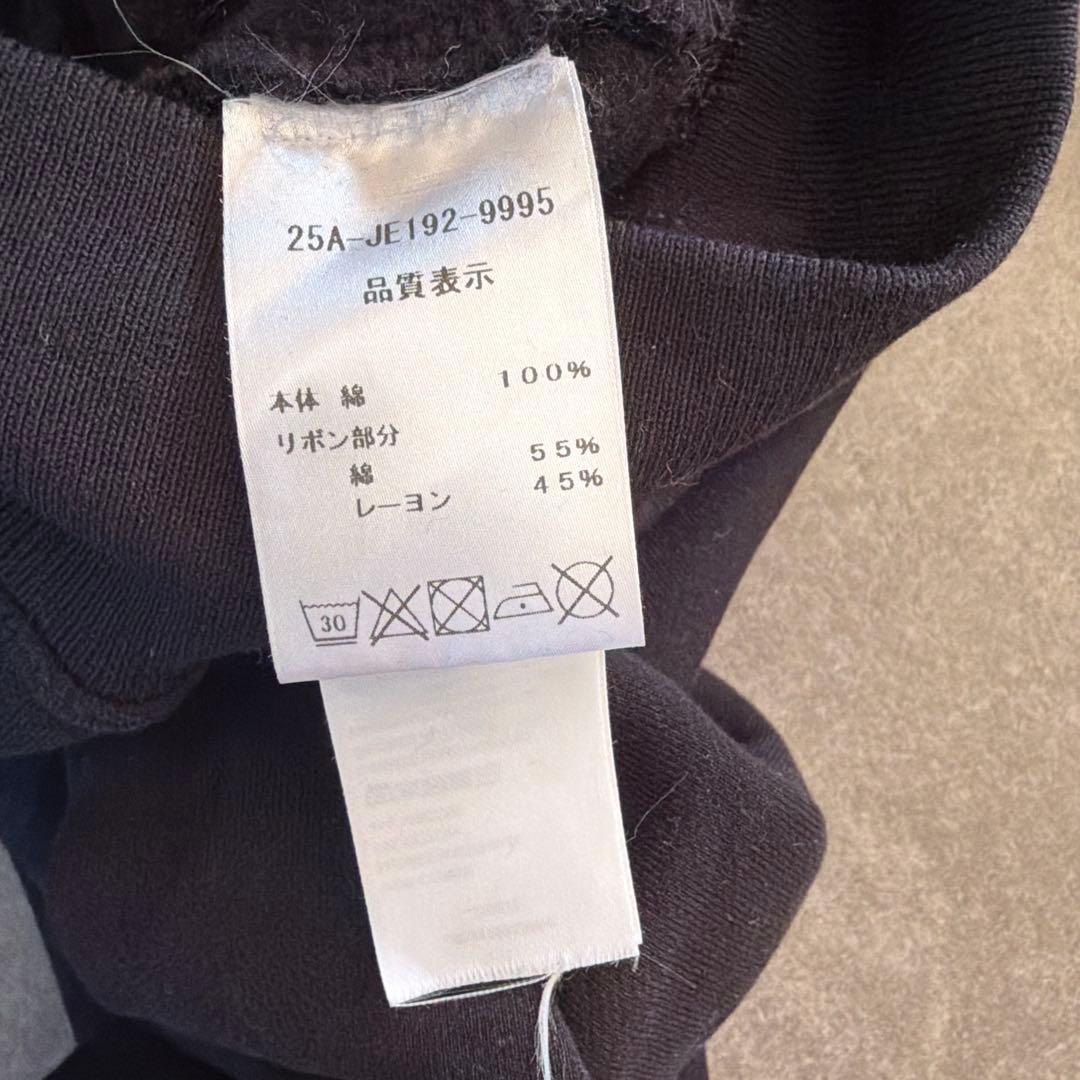 25A-JE192-9995
品質表示
本体 綿 100%
リボン部分
綿 55%
レーヨン 45%
30